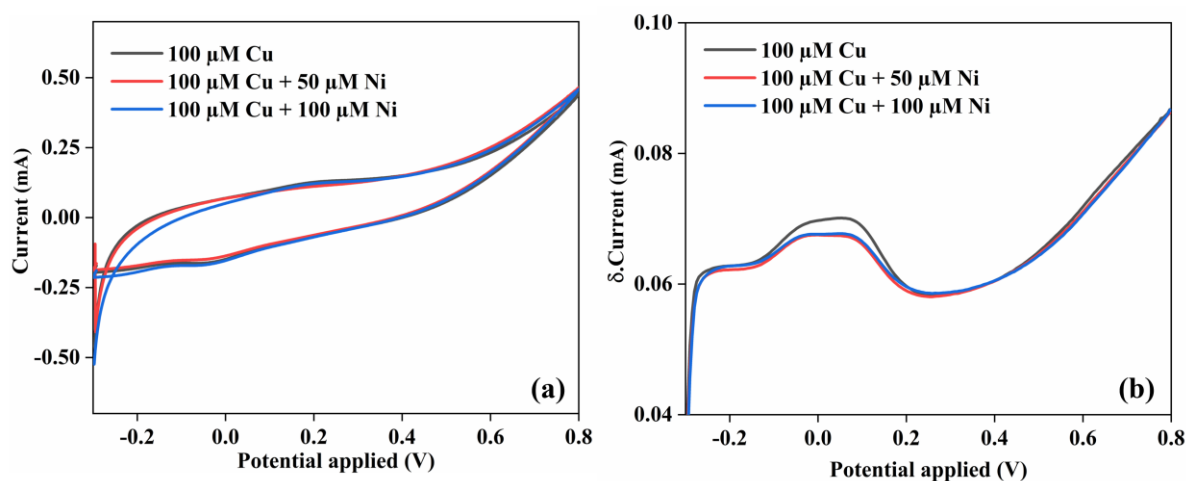 100 µM Cu
100 µM Cu + 50 µM Ni
100 µM Cu + 100 µM Ni
0.50
0.25
0.00
-0.25
-0.50
Current (mA)
-0.2
0.0
0.2
0.4
0.6
0.8
Potential applied (V)
(a)
100 µM Cu
100 µM Cu + 50 µM Ni
100 µM Cu + 100 µM Ni
0.10
0.08
0.06
0.04
δ.Current (mA)
-0.2
0.0
0.2
0.4
0.6
0.8
Potential applied (V)
(b)